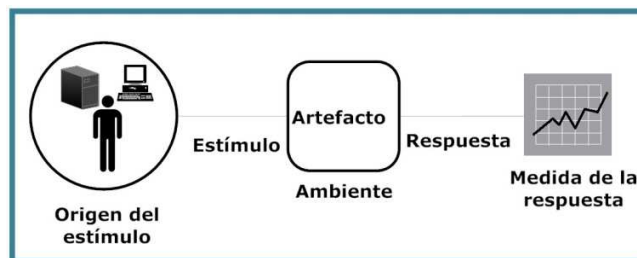 Origen del
estímulo
Estímulo
Artefacto
Ambiente
Respuesta
Medida de la
respuesta